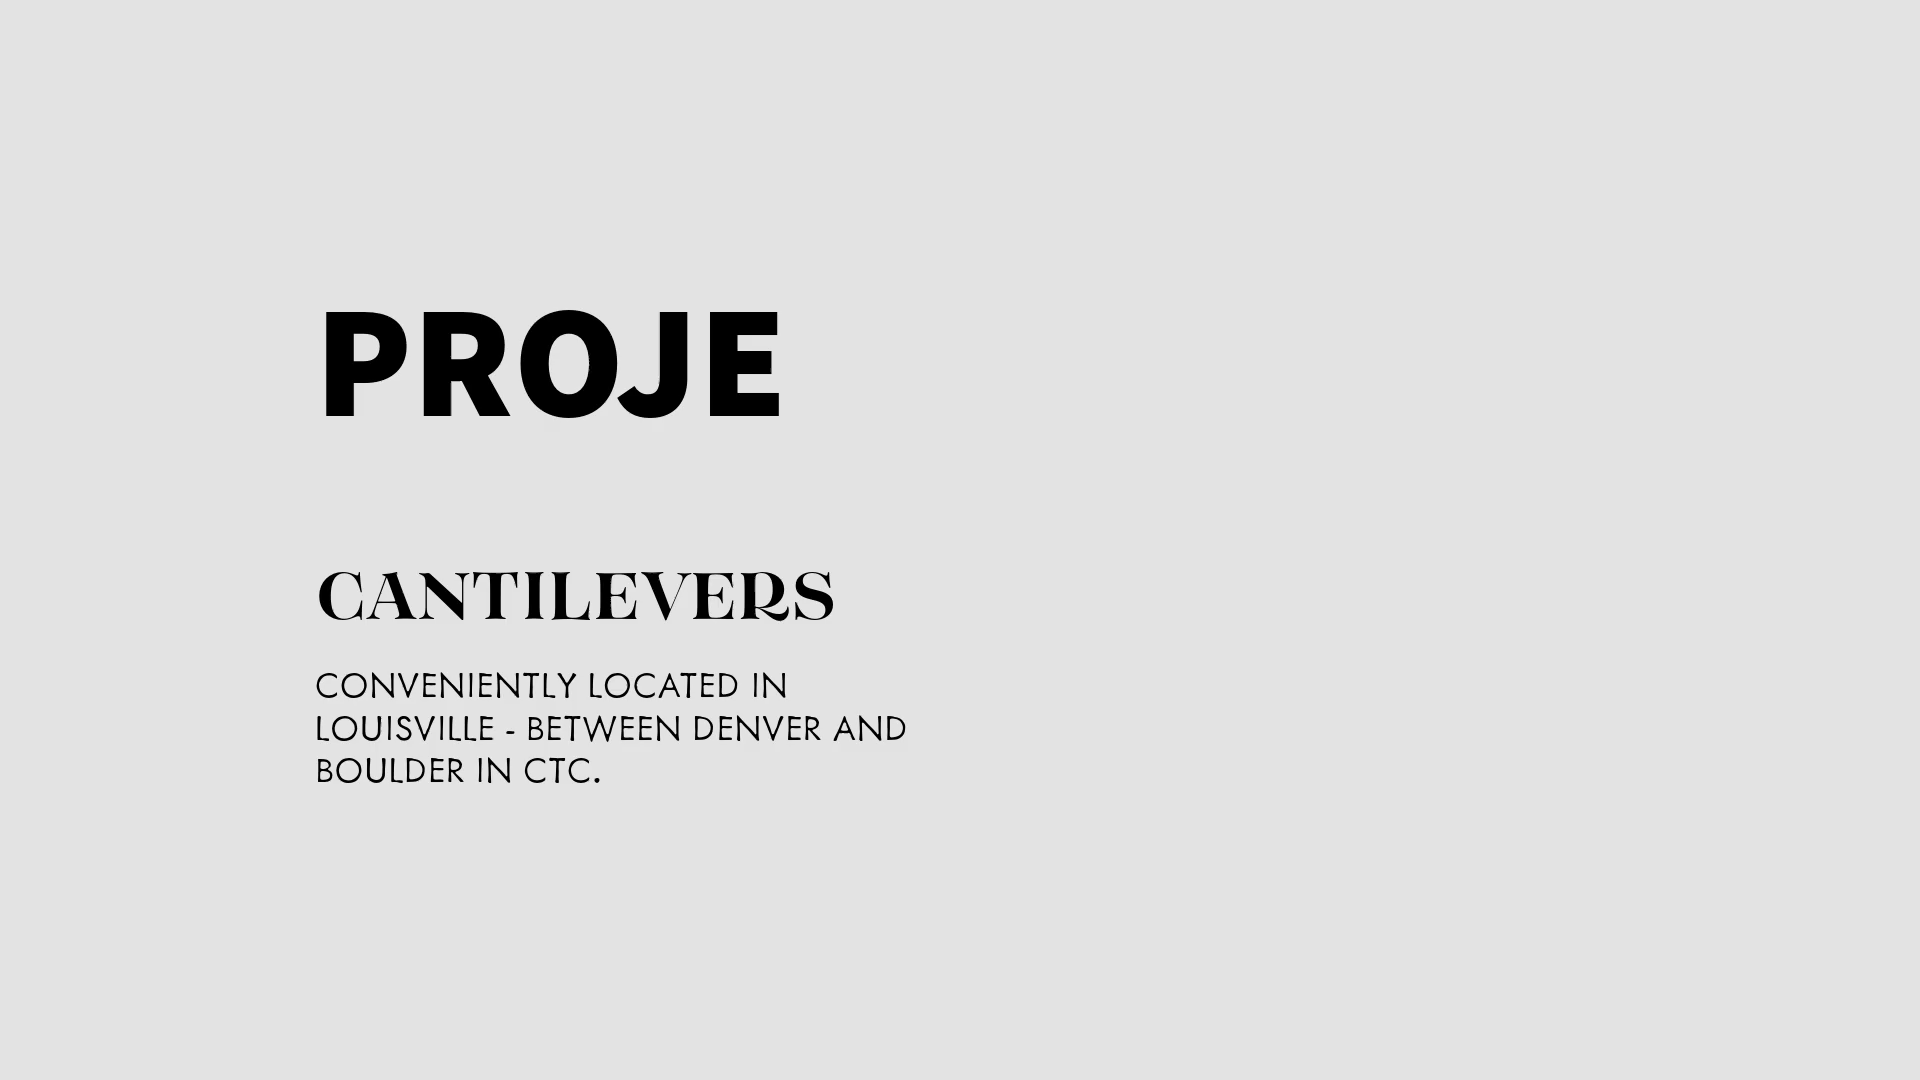 PROJE
CANTILEVERS
CONVENIENTLY LOCATED IN
LOUISVILLE - BETWEEN DENVER AND
BOULDER IN CTC.